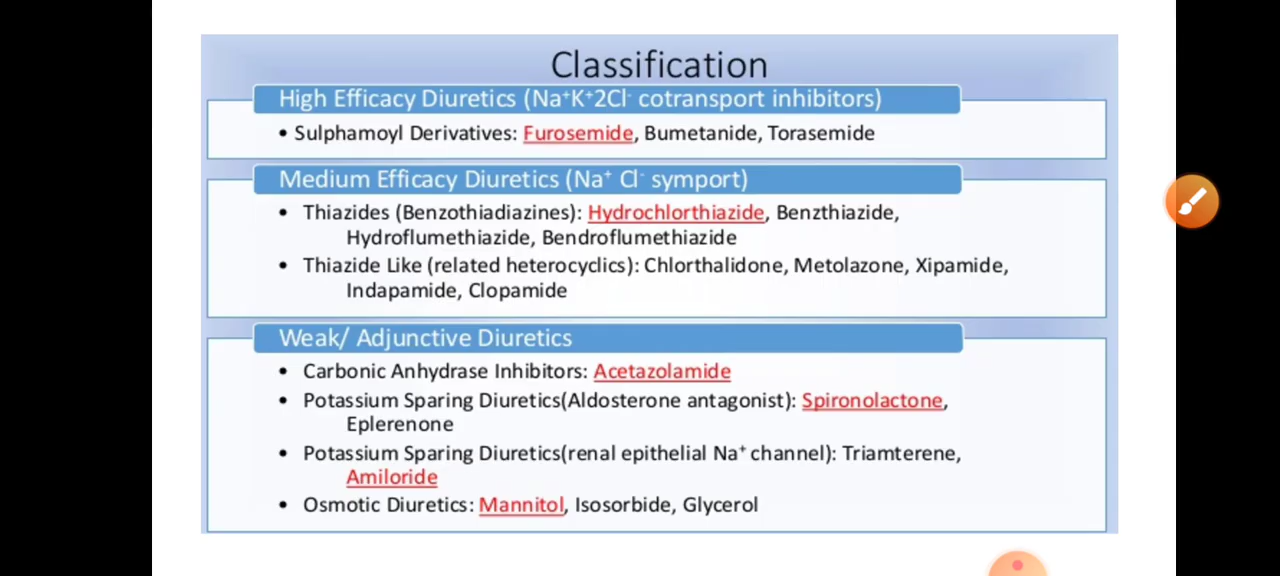 Classification
High Efficacy Diuretics (Na⁺K⁺2Cl⁻ cotransport inhibitors)
• Sulphamoyl Derivatives: Furosemide, Bumetanide, Torasemide
Medium Efficacy Diuretics (Na⁺ Cl⁻ symport)
• Thiazides (Benzothiadiazines): Hydrochlorthiazide, Benzthiazide,
Hydroflumethiazide, Bendroflumethiazide
• Thiazide Like (related heterocyclics): Chlorthalidone, Metolazone, Xipamide,
Indapamide, Clopamide
Weak/ Adjunctive Diuretics
• Carbonic Anhydrase Inhibitors: Acetazolamide
• Potassium Sparing Diuretics(Aldosterone antagonist): Spironolactone,
Eplerenone
• Potassium Sparing Diuretics(renal epithelial Na⁺ channel): Triamterene,
Amiloride
• Osmotic Diuretics: Mannitol, Isosorbide, Glycerol